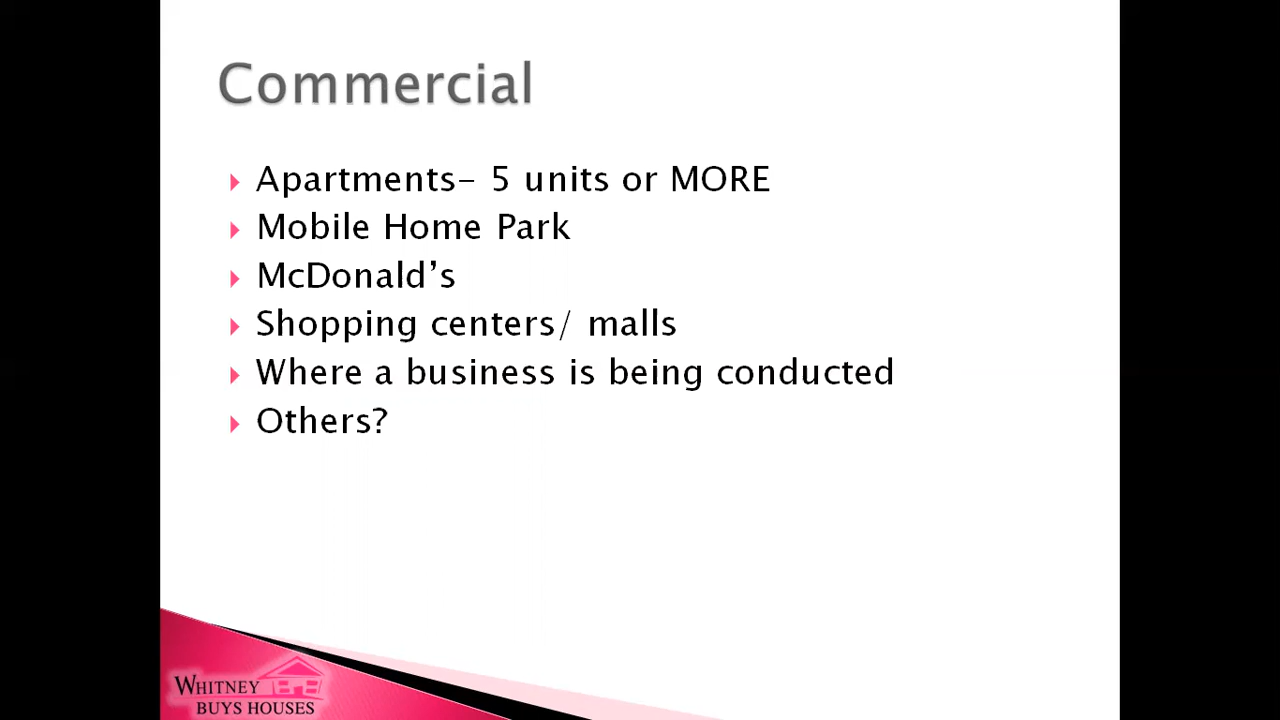 Commercial
Apartments- 5 units or MORE
Mobile Home Park
McDonald’s
Shopping centers/ malls
Where a business is being conducted
Others?
WHITNEY
BUYS HOUSES